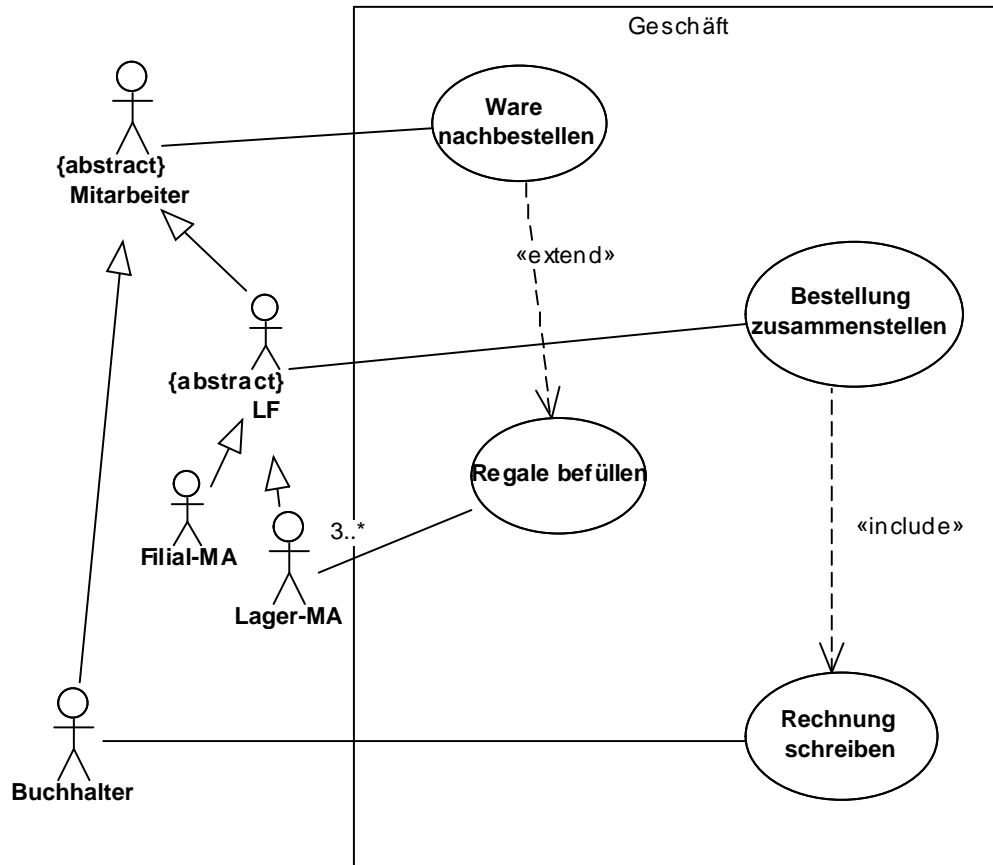 Geschäft
Ware
nachbestellen
{abstract}
Mitarbeiter
«extend»
Bestellung
zusammenstellen
{abstract}
LF
Regale befüllen
3..*
«include»
Filial-MA
Lager-MA
Rechnung
schreiben
Buchhalter